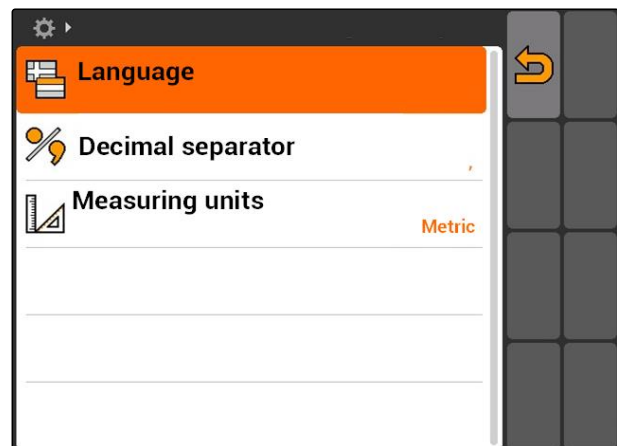 Language
Decimal separator
,
Measuring units
Metric